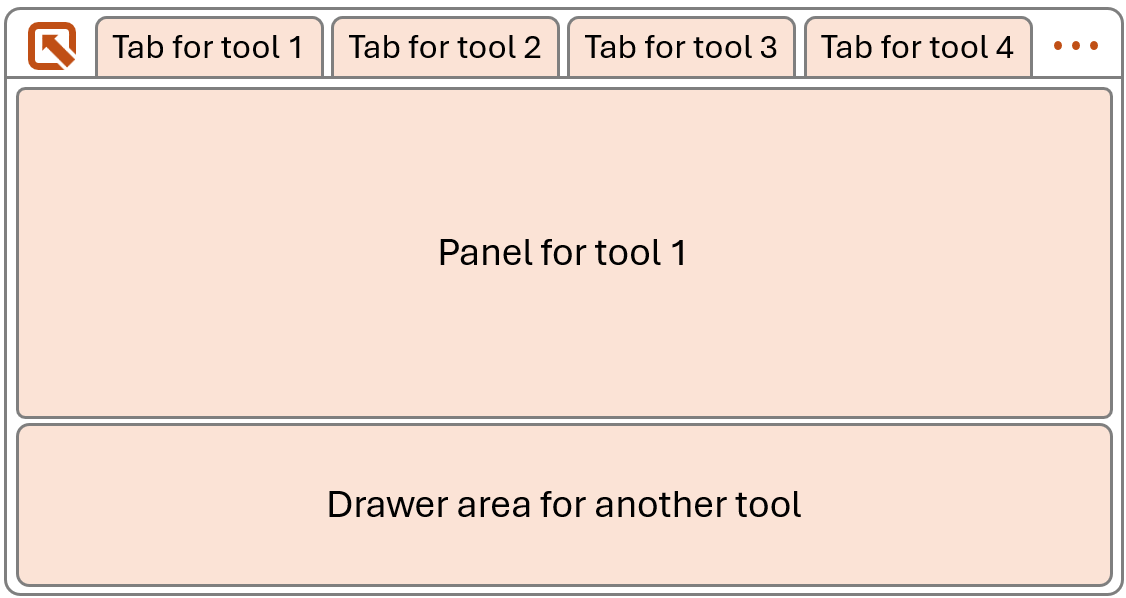 Tab for tool 1
Tab for tool 2
Tab for tool 3
Tab for tool 4
Panel for tool 1
Drawer area for another tool